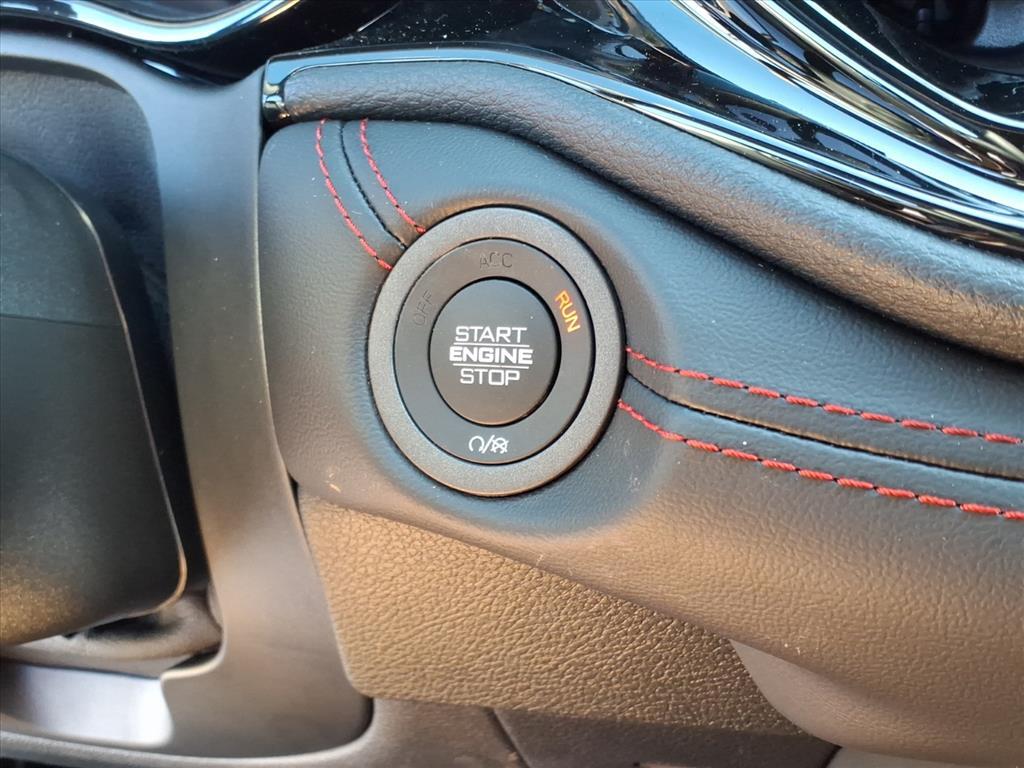 ACC
OFF
RUN
START
ENGINE
STOP